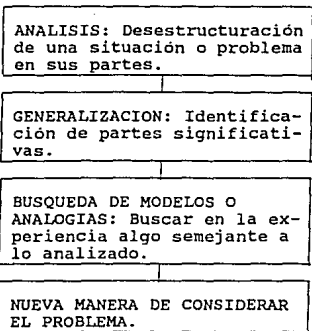 ANALISIS: Desestructuración
de una situación o problema
en sus partes.
GENERALIZACION: Identifica-
ción de partes significati-
vas.
BUSQUEDA DE MODELOS O
ANALOGIAS: Buscar en la ex-
periencia algo semejante a
lo analizado.
NUEVA MANERA DE CONSIDERAR
EL PROBLEMA.